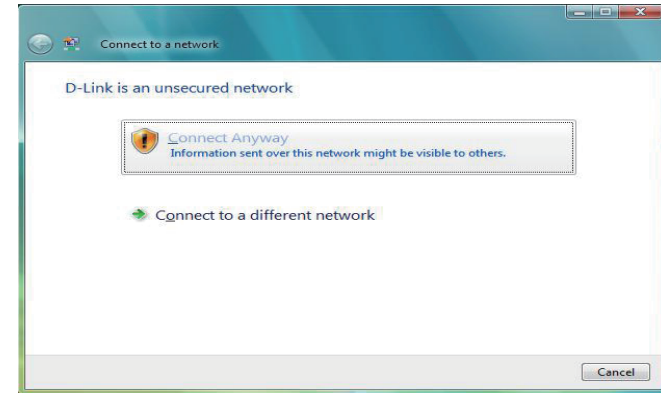 Connect to a network
D-Link is an unsecured network
Connect Anyway
Information sent over this network might be visible to others.
Connect to a different network
Cancel